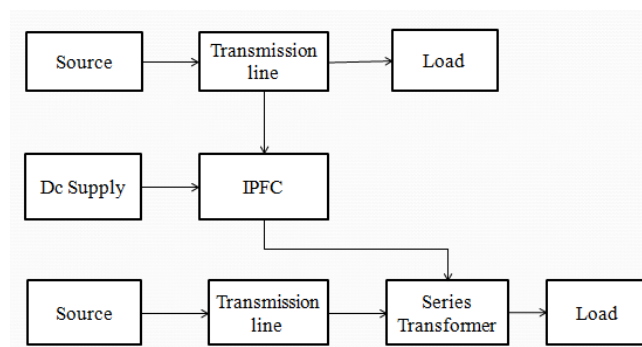 Source
Transmission
line
Load
Dc Supply
IPFC
Source
Transmission
line
Series
Transformer
Load